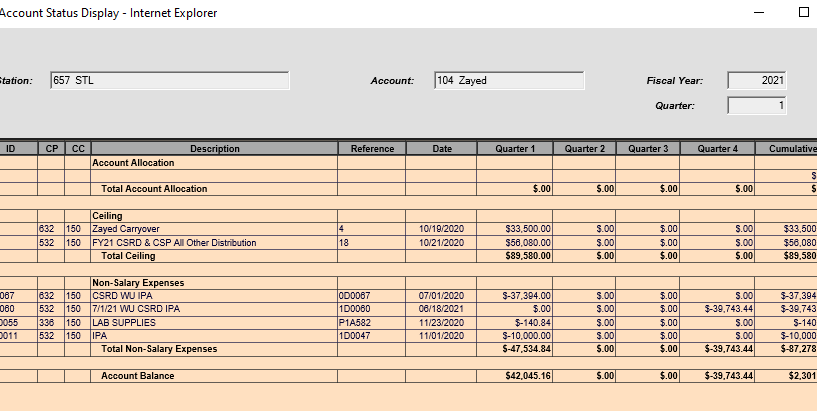 Account Status Display - Internet Explorer
Station: 657 STL Account: 104 Zayed Fiscal Year: 2021
Quarter: 1
ID CP CC Description Reference Date Quarter 1 Quarter 2 Quarter 3 Quarter 4 Cumulative
Account Allocation
$
Total Account Allocation $.00 $.00 $.00 $.00 $
Ceiling
632 150 Zayed Carryover 4 10/19/2020 $33,500.00 $.00 $.00 $.00 $33,500
532 150 FY21 CSRD & CSP All Other Distribution 18 10/21/2020 $56,080.00 $.00 $.00 $.00 $56,080
Total Ceiling $89,580.00 $.00 $.00 $.00 $89,580
Non-Salary Expenses
0067 632 150 CSRD WU IPA 0D0067 07/01/2020 $-37,394.00 $.00 $.00 $.00 $-37,394
0060 532 150 7/1/21 WU CSRD IPA 1D0060 06/18/2021 $.00 $.00 $.00 $-39,743.44 $-39,743
0055 336 150 LAB SUPPLIES P1A582 11/23/2020 $-140.84 $.00 $.00 $.00 $-140
0011 532 150 IPA 1D0047 11/01/2020 $-10,000.00 $.00 $.00 $.00 $-10,000
Total Non-Salary Expenses $-47,534.84 $.00 $.00 $-39,743.44 $-87,278
Account Balance $42,045.16 $.00 $.00 $-39,743.44 $2,301